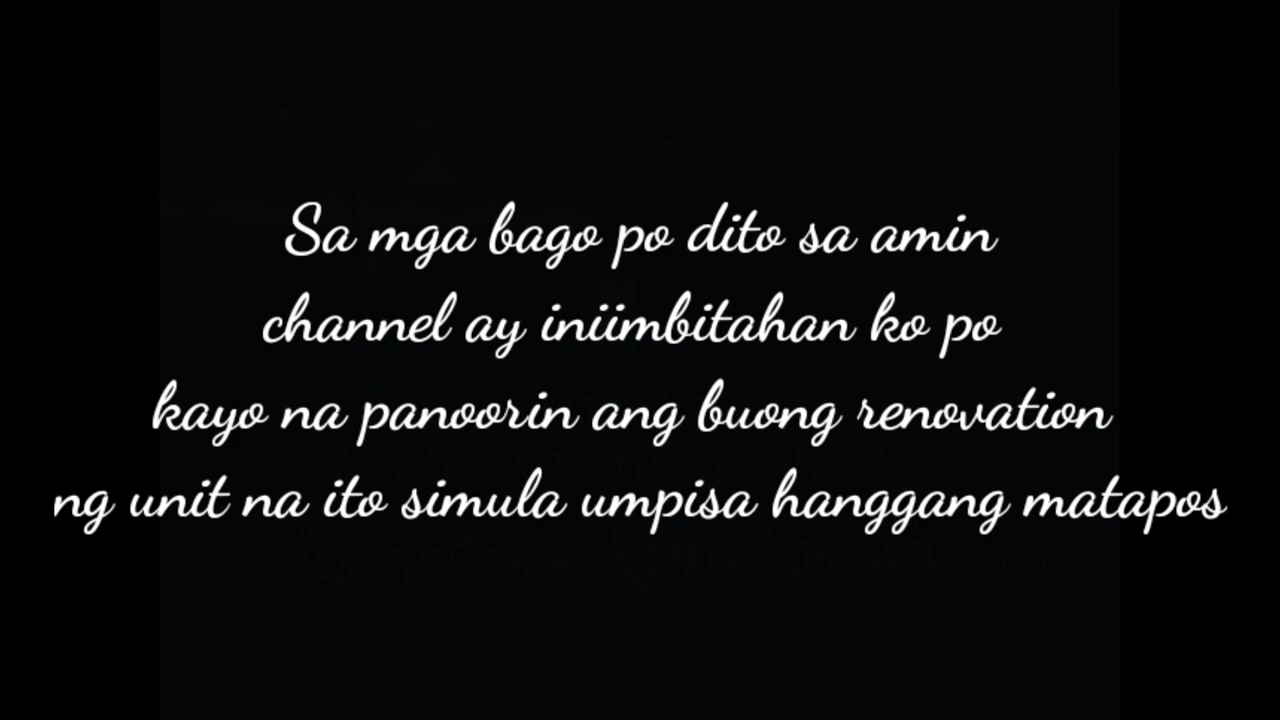 Sa mga bago po dito sa amin
channel ay iniimbitahan ko po
kayo na panoorin ang buong renovation
ng unit na ito simula umpisa hanggang matapos